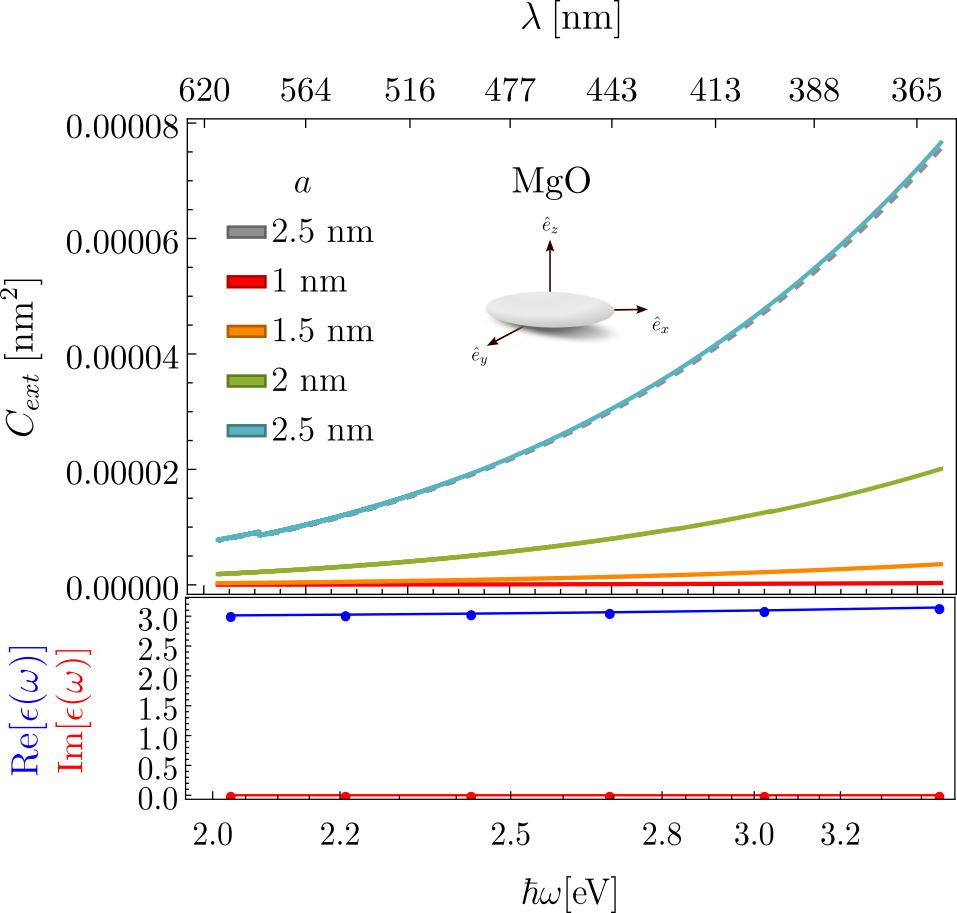 λ [nm]
620 564 516 477 443 413 388 365
0.00008
0.00006
0.00004
0.00002
0.00000
C_ext [nm²]
a
2.5 nm
1 nm
1.5 nm
2 nm
2.5 nm
MgO
ê_z
ê_x
ê_y
3.0
2.5
2.0
1.5
1.0
0.5
0.0
Re[ϵ(ω)]
Im[ϵ(ω)]
2.0 2.2 2.5 2.8 3.0 3.2
ħω[eV]